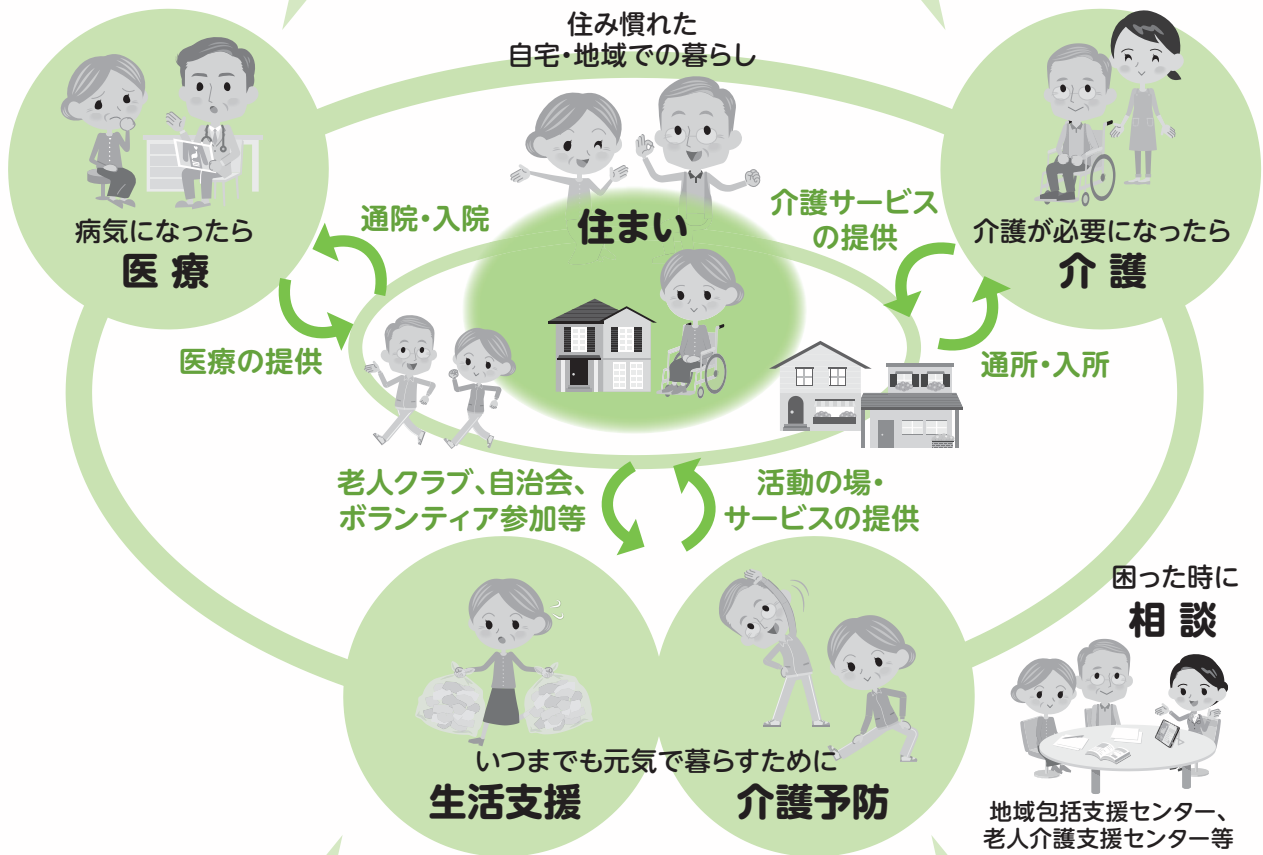 住み慣れた
自宅・地域での暮らし
病気になったら
医療
通院・入院
医療の提供
住まい
介護サービス
の提供
介護が必要になったら
介護
通所・入所
老人クラブ、自治会、
ボランティア参加等
活動の場・
サービスの提供
いつまでも元気で暮らすために
生活支援
介護予防
困った時に
相談
地域包括支援センター、
老人介護支援センター等